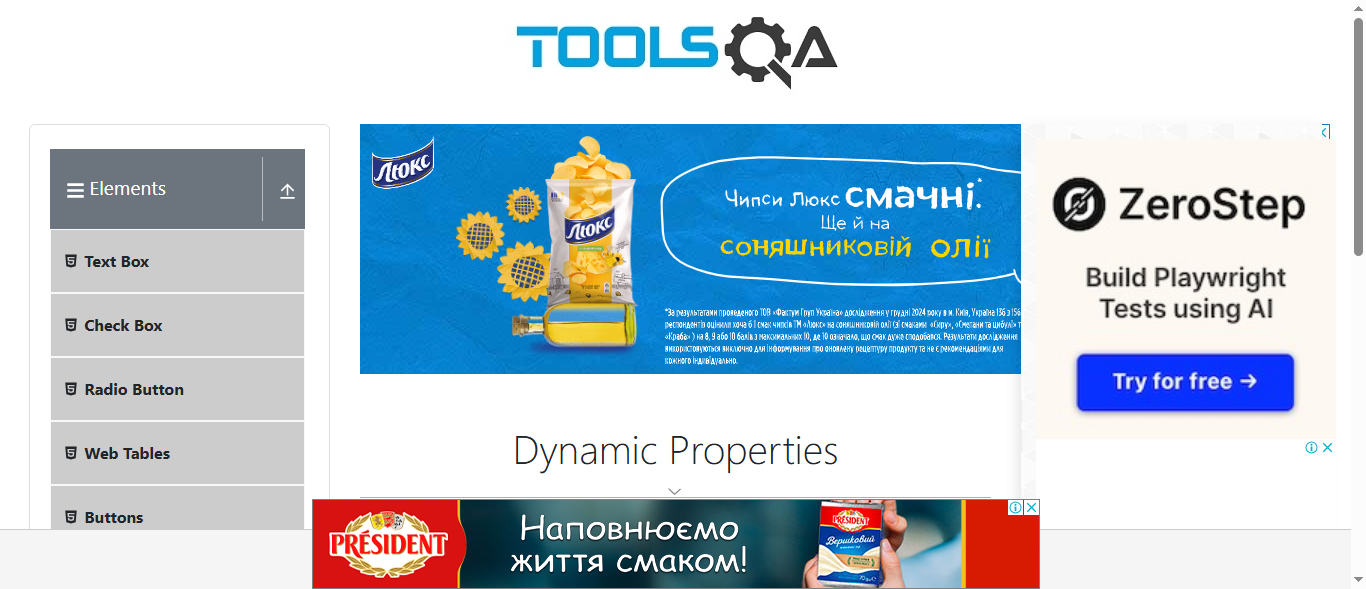 TOOLSQA
Elements
Text Box
Check Box
Radio Button
Web Tables
Buttons
Люкс
Люкс
Чипси Люкс смачні.*
Ще й на
соняшниковій олії
*За результатами проведеного ТОВ «Фактум Груп Україна» дослідження у грудні 2024 року в м. Київ, Україна 136 з 156
респондентів оцінили хоча б 1 смак чипсів ТМ «Люкс» на соняшниковій олії (зі смаками «Сиру», «Сметани та цибулі» т
«Краба» ) на 8, 9 або 10 балів з максимальних 10, де 10 означало, що смак дуже сподобався. Результати дослідження
використовуються виключно для інформування про оновлену рецептуру продукту та не є рекомендаціями для
кожного індивідуально.
ZeroStep
Build Playwright
Tests using AI
Try for free →
Dynamic Properties
PRÉSIDENT
Наповнюємо
життя смаком!
PRÉSIDENT
Вершковий